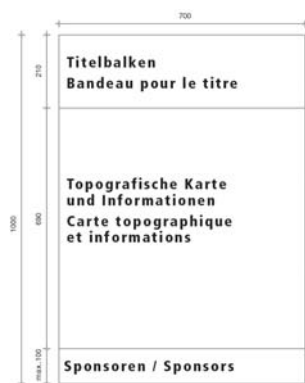 700
210
Titelbalken
Bandeau pour le titre
1000
690
Topografische Karte
und Informationen
Carte topographique
et informations
max.100
Sponsoren / Sponsors